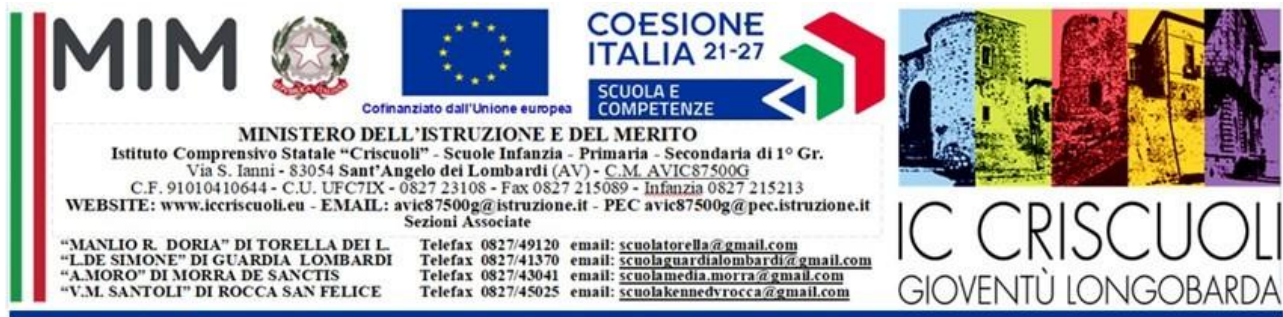 MIM
Cofinanziato dall'Unione europea
COESIONE
ITALIA 21-27
SCUOLA E
COMPETENZE
MINISTERO DELL'ISTRUZIONE E DEL MERITO
Istituto Comprensivo Statale “Criscuoli” - Scuole Infanzia - Primaria - Secondaria di 1° Gr.
Via S. Ianni - 83054 Sant'Angelo dei Lombardi (AV) - C.M. AVIC87500G
C.F. 91010410644 - C.U. UFC7IX - 0827 23108 - Fax 0827 215089 - Infanzia 0827 215213
WEBSITE: www.iccriscuoli.eu - EMAIL: avic87500g@istruzione.it - PEC avic87500g@pec.istruzione.it
Sezioni Associate
“MANLIO R. DORIA” DI TORELLA DEI L. Telefax 0827/49120 email: scuolatorella@gmail.com
“L.DE SIMONE” DI GUARDIA LOMBARDI Telefax 0827/41370 email: scuolaguardialombardi@gmail.com
“A.MORO” DI MORRA DE SANCTIS Telefax 0827/43041 email: scuolamedia.morra@gmail.com
“V.M. SANTOLI” DI ROCCA SAN FELICE Telefax 0827/45025 email: scuolakennedyrocca@gmail.com
IC CRISCUOLI
GIOVENTÙ LONGOBARDA